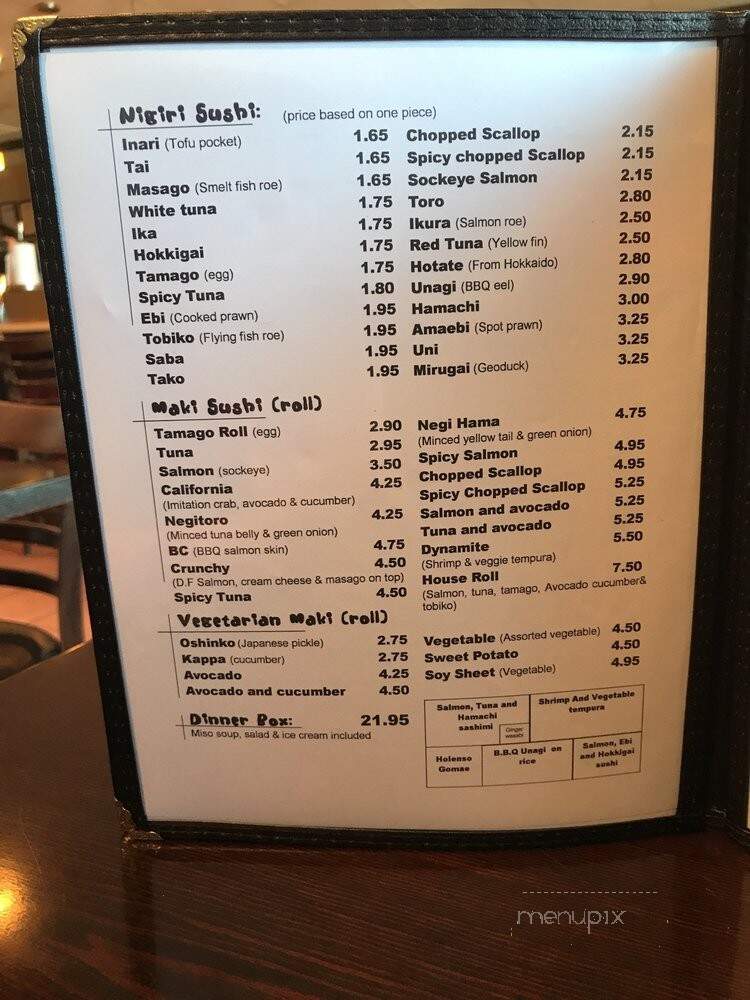 Nigiri Sushi: (price based on one piece)
Inari (Tofu pocket) 1.65
Tai 1.65
Masago (Smelt fish roe) 1.65
White tuna 1.75
Ika 1.75
Hokkigai 1.75
Tamago (egg) 1.75
Spicy Tuna 1.80
Ebi (Cooked prawn) 1.95
Tobiko (Flying fish roe) 1.95
Saba 1.95
Tako 1.95
Chopped Scallop 2.15
Spicy chopped Scallop 2.15
Sockeye Salmon 2.15
Toro 2.80
Ikura (Salmon roe) 2.50
Red Tuna (Yellow fin) 2.50
Hotate (From Hokkaido) 2.80
Unagi (BBQ eel) 2.90
Hamachi 3.00
Amaebi (Spot prawn) 3.25
Uni 3.25
Mirugai (Geoduck) 3.25
Maki Sushi (roll)
Tamago Roll (egg) 2.90
Tuna 2.95
Salmon (sockeye) 3.50
California 4.25
(Imitation crab, avocado & cucumber)
Negitoro 4.25
(Minced tuna belly & green onion)
BC (BBQ salmon skin) 4.75
Crunchy 4.50
(D.F Salmon, cream cheese & masago on top)
Spicy Tuna 4.50
Negi Hama 4.75
(Minced yellow tail & green onion)
Spicy Salmon 4.95
Chopped Scallop 4.95
Spicy Chopped Scallop 5.25
Salmon and avocado 5.25
Tuna and avocado 5.25
Dynamite 5.50
(Shrimp & veggie tempura)
House Roll 7.50
(Salmon, tuna, tamago, Avocado cucumber&
tobiko)
Vegetarian Maki (roll)
Oshinko (Japanese pickle) 2.75
Kappa (cucumber) 2.75
Avocado 4.25
Avocado and cucumber 4.50
Vegetable (Assorted vegetable) 4.50
Sweet Potato 4.50
Soy Sheet (Vegetable) 4.95
Dinner Box: 21.95
Miso soup, salad & ice cream included
Salmon, Tuna and
Hamachi
sashimi
Ginger
wasabi
Shrimp And Vegetable
tempura
Holenso
Gomae
B.B.Q Unagi on
rice
Salmon, Ebi
and Hokkigai
sushi
menupix